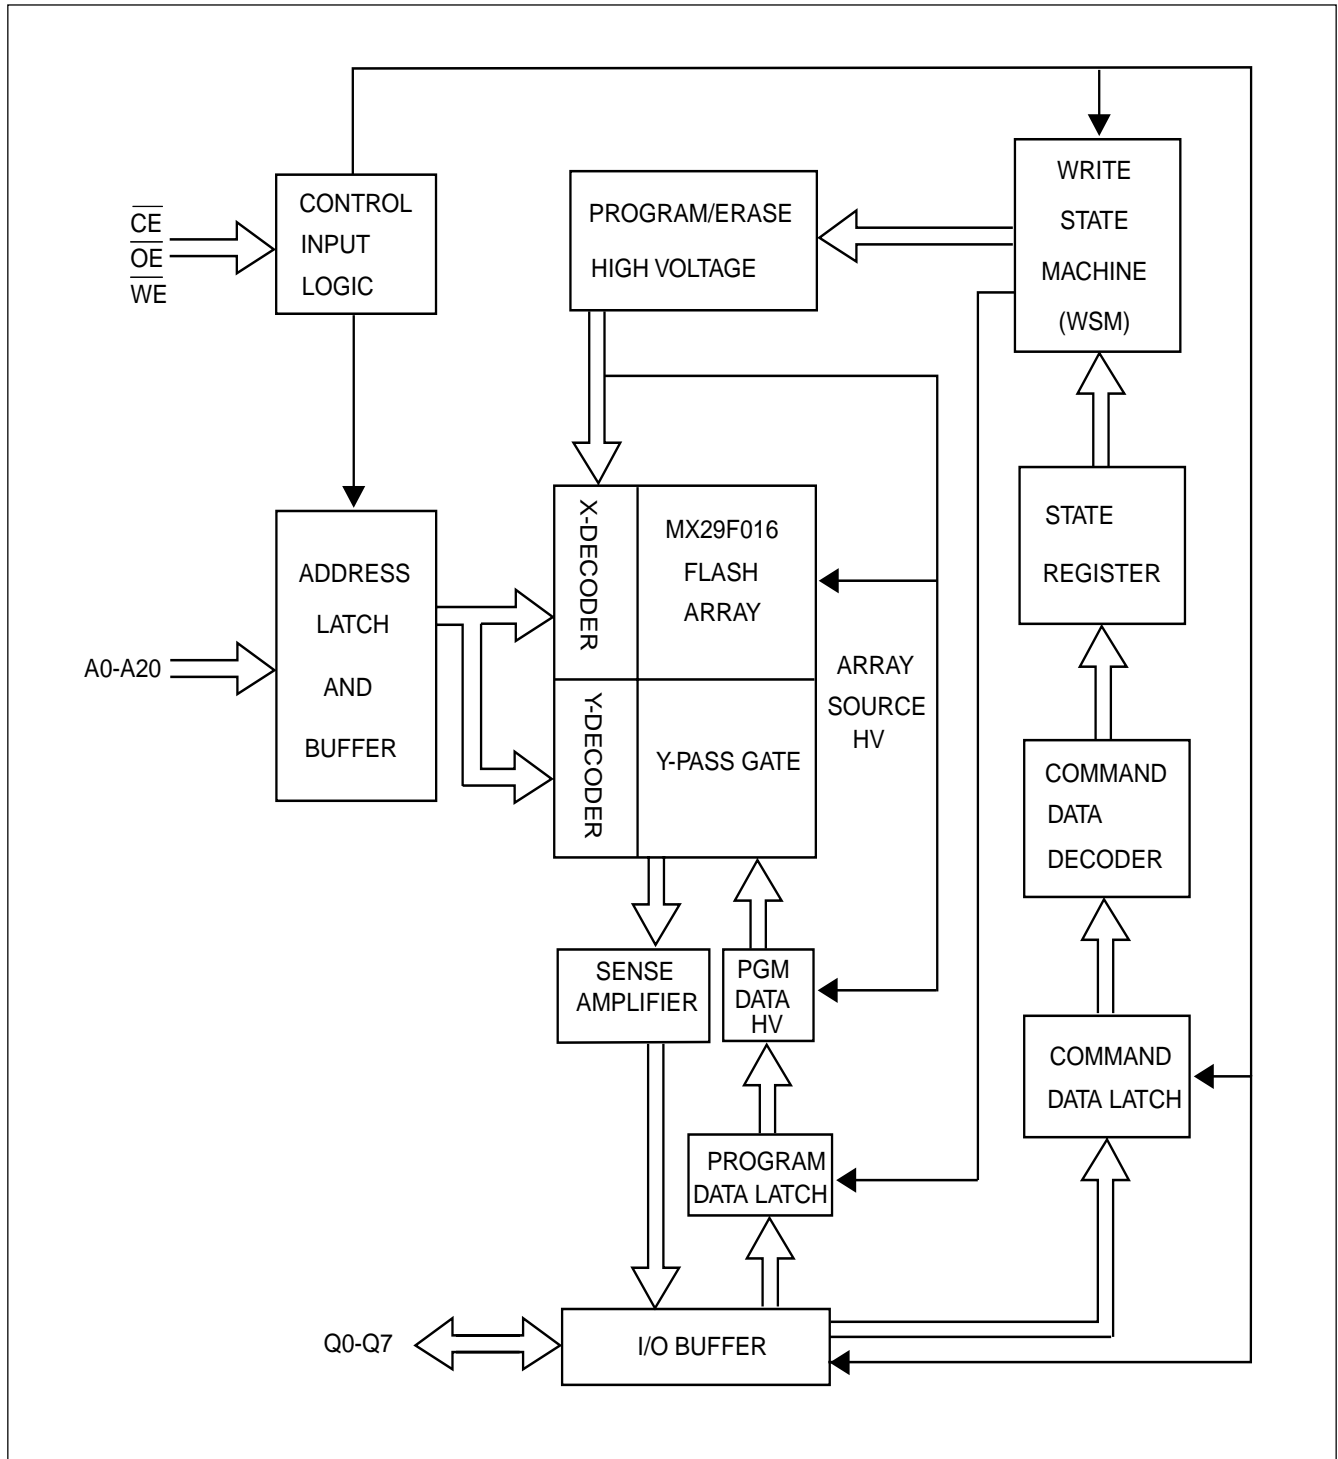 CE
OE
WE
CONTROL
INPUT
LOGIC
PROGRAM/ERASE
HIGH VOLTAGE
WRITE
STATE
MACHINE
(WSM)
STATE
REGISTER
A0-A20
ADDRESS
LATCH
AND
BUFFER
X-DECODER
MX29F016
FLASH
ARRAY
Y-DECODER
Y-PASS GATE
ARRAY
SOURCE
HV
COMMAND
DATA
DECODER
SENSE
AMPLIFIER
PGM
DATA
HV
COMMAND
DATA LATCH
PROGRAM
DATA LATCH
Q0-Q7
I/O BUFFER